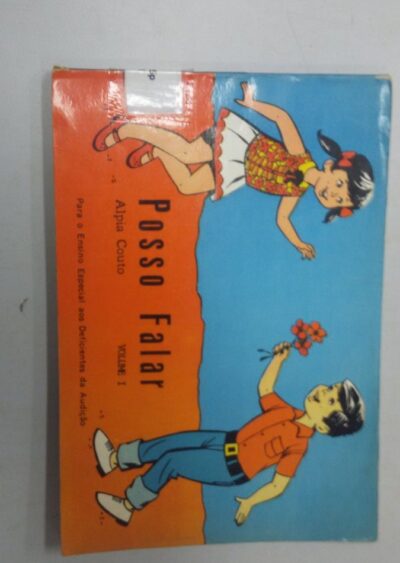 Posso Falar
Alpia Couto
VOLUME I
Para o Ensino Especial aos Deficientes da Audição